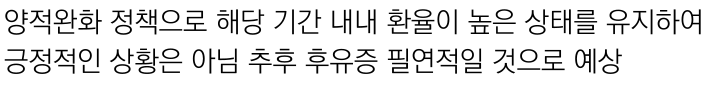 양적완화 정책으로 해당 기간 내내 환율이 높은 상태를 유지하여
긍정적인 상황은 아님 추후 후유증 필연적일 것으로 예상